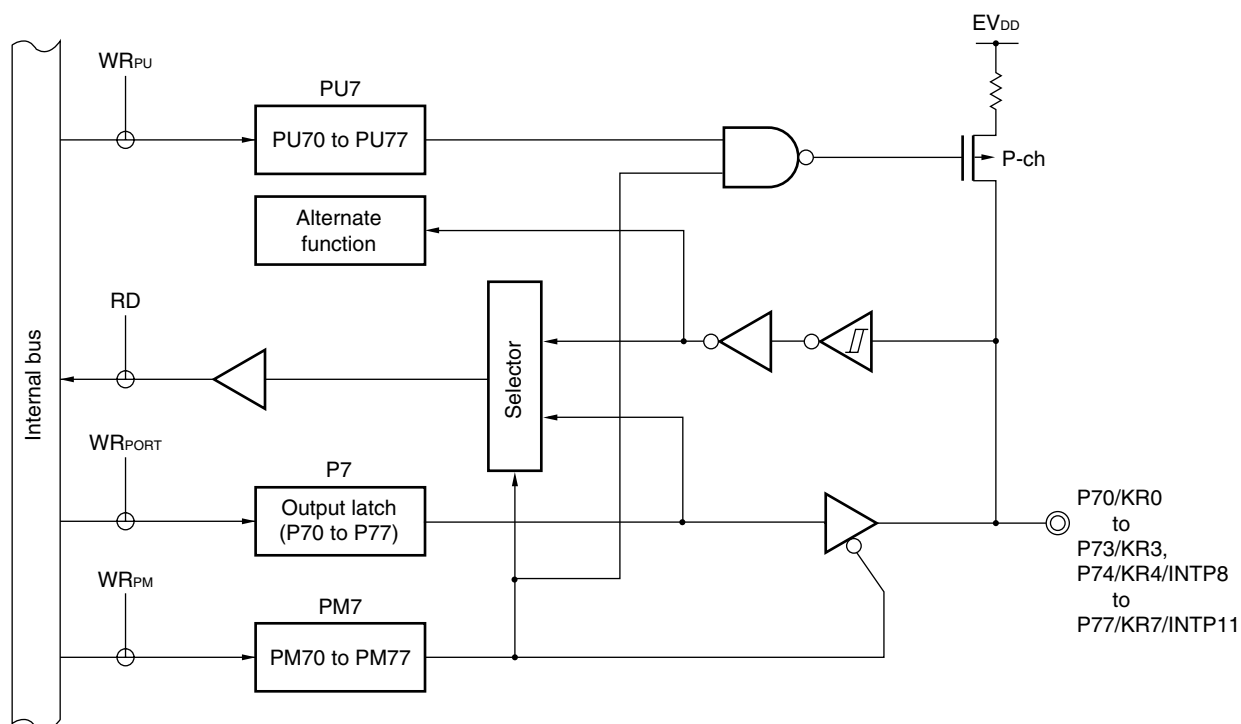 EVDD
WRPU
PU7
PU70 to PU77
P-ch
Alternate
function
RD
Selector
Internal bus
WRPORT
P7
Output latch
(P70 to P77)
P70/KR0
to
P73/KR3,
P74/KR4/INTP8
to
P77/KR7/INTP11
WRPM
PM7
PM70 to PM77